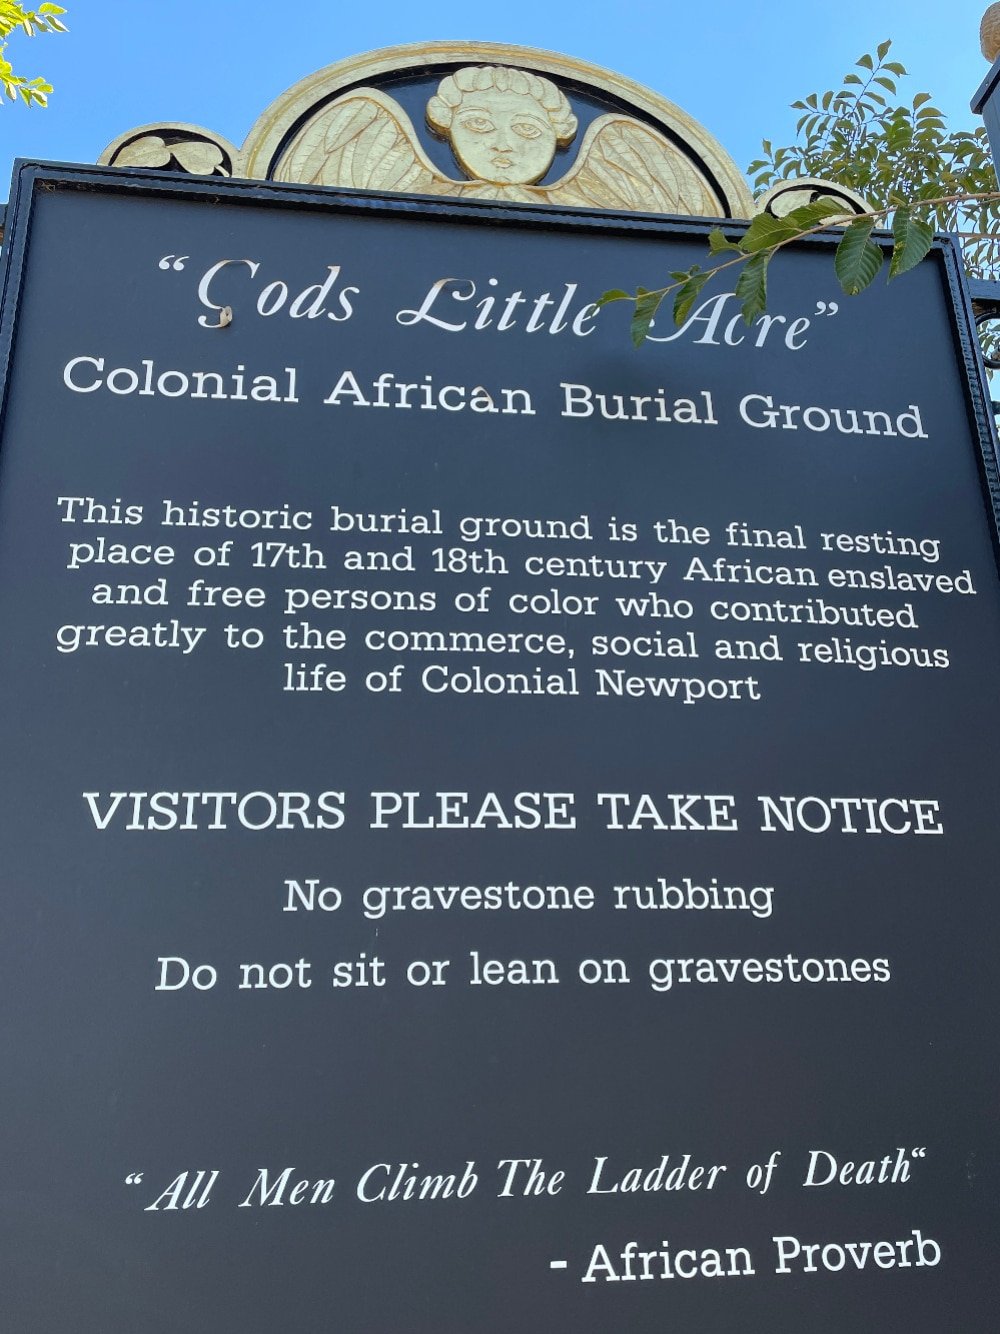 “Gods Little Acre”
Colonial African Burial Ground
This historic burial ground is the final resting
place of 17th and 18th century African enslaved
and free persons of color who contributed
greatly to the commerce, social and religious
life of Colonial Newport
VISITORS PLEASE TAKE NOTICE
No gravestone rubbing
Do not sit or lean on gravestones
“All Men Climb The Ladder of Death“
- African Proverb